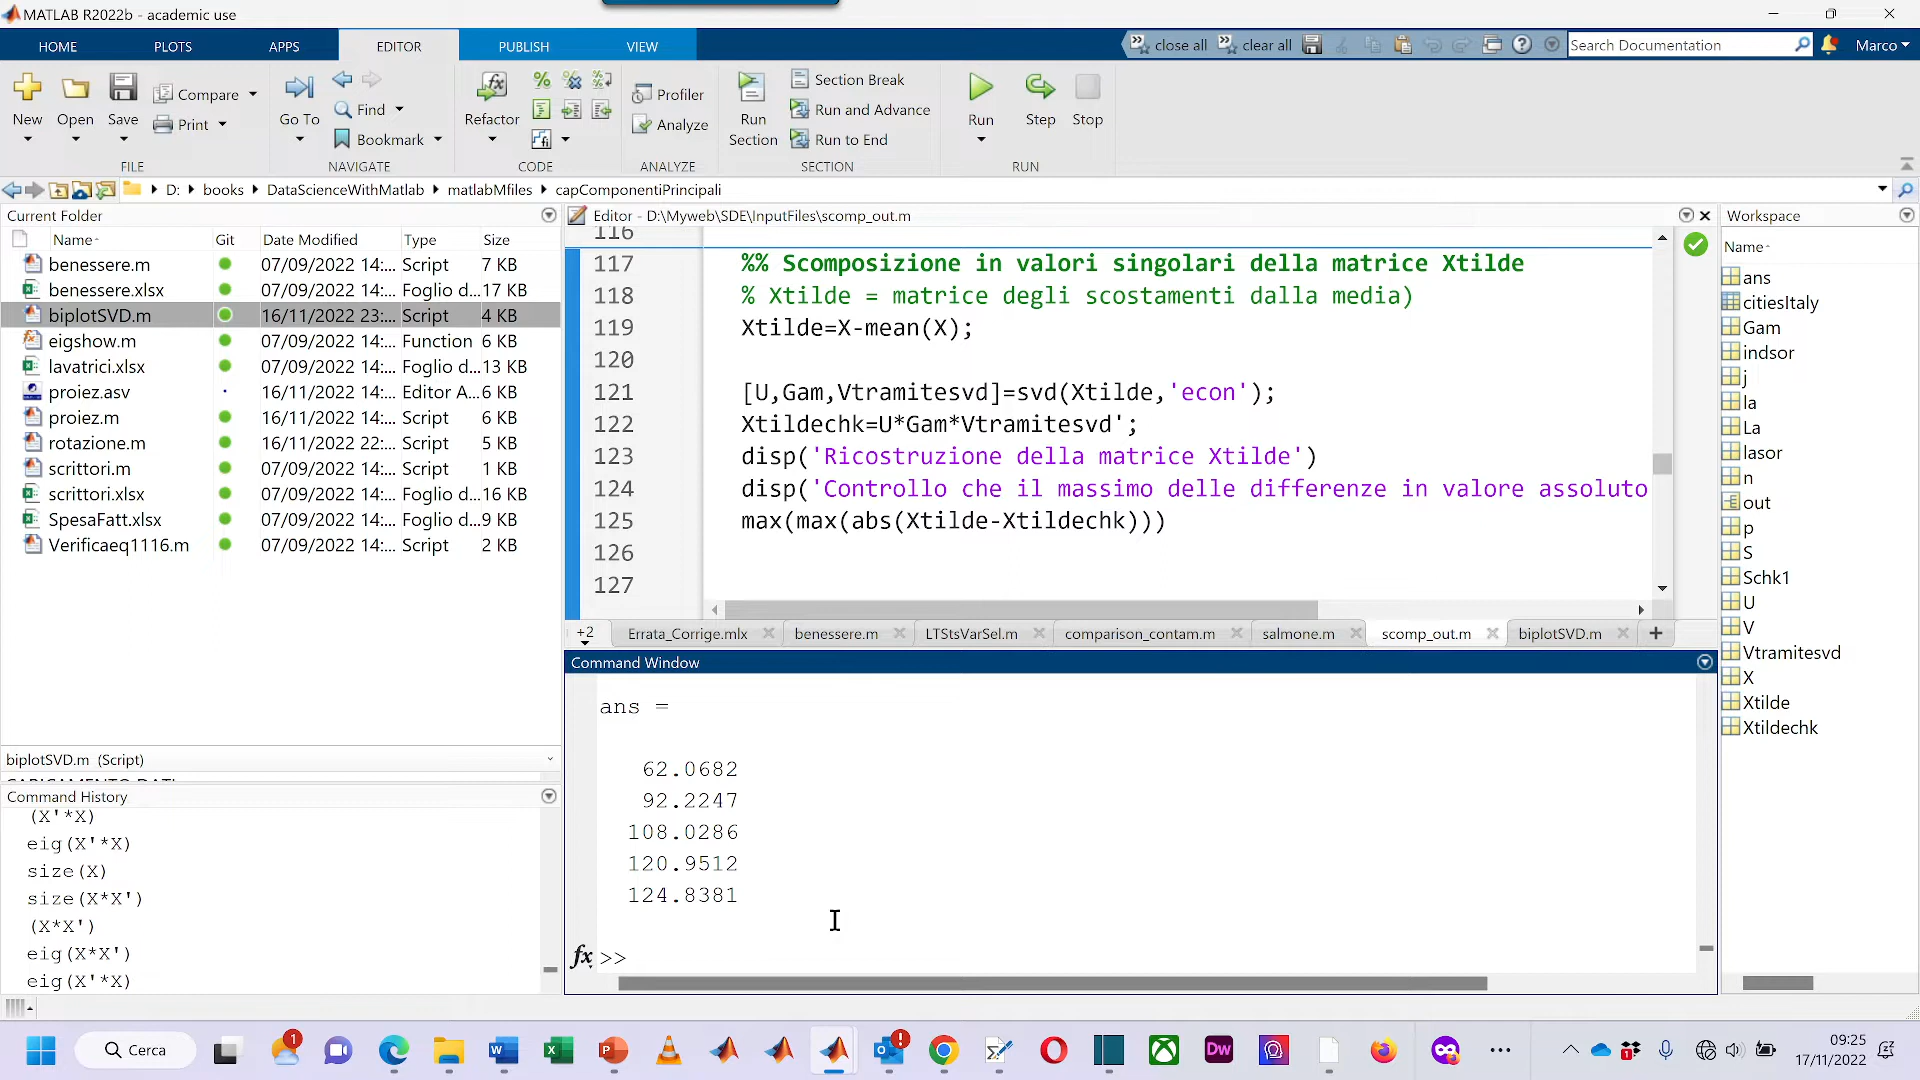 MATLAB R2022b - academic use
HOME PLOTS APPS EDITOR PUBLISH VIEW close all clear all Search Documentation Marco
New Open Save Compare Print Go To Find Bookmark Refactor Profiler Analyze Run Section Section Break Run and Advance Run to End Run Step Stop
FILE NAVIGATE CODE ANALYZE SECTION RUN
D: books DataScienceWithMatlab matlabMfiles capComponentiPrincipali
Current Folder
Name Git Date Modified Type Size
benessere.m 07/09/2022 14:... Script 7 KB
benessere.xlsx 07/09/2022 14:... Foglio d... 17 KB
biplotSVD.m 16/11/2022 23:... Script 4 KB
eigshow.m 07/09/2022 14:... Function 6 KB
lavatrici.xlsx 07/09/2022 14:... Foglio d... 13 KB
proiez.asv 16/11/2022 22:... Editor A... 6 KB
proiez.m 16/11/2022 22:... Script 6 KB
rotazione.m 16/11/2022 22:... Script 5 KB
scrittori.m 07/09/2022 14:... Script 1 KB
scrittori.xlsx 07/09/2022 14:... Foglio d... 16 KB
SpesaFatt.xlsx 07/09/2022 14:... Foglio d... 9 KB
Verificaeq1116.m 07/09/2022 14:... Script 2 KB
biplotSVD.m (Script)
Command History
(X'*X)
eig(X'*X)
size(X)
size(X*X')
(X*X')
eig(X*X')
eig(X'*X)
Editor - D:\Myweb\SDE\InputFiles\scomp_out.m
116
117 %% Scomposizione in valori singolari della matrice Xtilde
118 % Xtilde = matrice degli scostamenti dalla media)
119 Xtilde=X-mean(X);
120
121 [U,Gam,Vtramitesvd]=svd(Xtilde,'econ');
122 Xtildechk=U*Gam*Vtramitesvd';
123 disp('Ricostruzione della matrice Xtilde')
124 disp('Controllo che il massimo delle differenze in valore assoluto
125 max(max(abs(Xtilde-Xtildechk)))
126
127
+2 Errata_Corrige.mlx benessere.m LTStsVarSel.m comparison_contam.m salmone.m scomp_out.m biplotSVD.m +
Command Window
ans =
62.0682
92.2247
108.0286
120.9512
124.8381
fx >>
Workspace
Name
ans
citiesItaly
Gam
indsor
j
la
La
lasor
n
out
p
S
Schk1
U
V
Vtramitesvd
X
Xtilde
Xtildechk
Cerca
09:25
17/11/2022